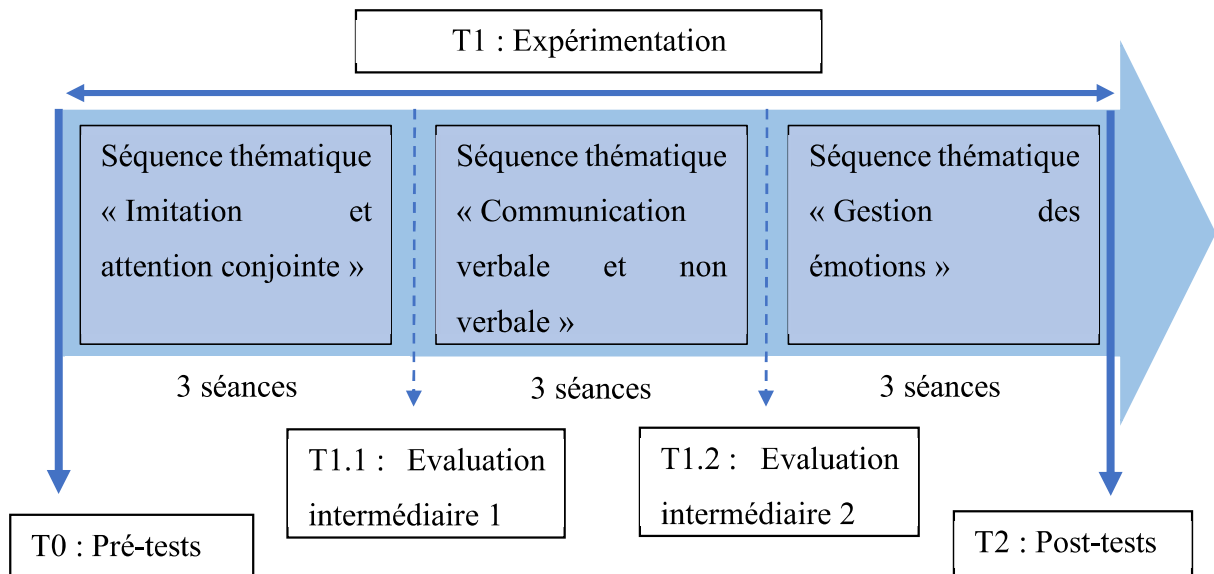 T1 : Expérimentation
Séquence thématique
« Imitation et
attention conjointe »
Séquence thématique
« Communication
verbale et non
verbale »
Séquence thématique
« Gestion des
émotions »
3 séances
3 séances
3 séances
T1.1 : Evaluation
intermédiaire 1
T1.2 : Evaluation
intermédiaire 2
T0 : Pré-tests
T2 : Post-tests